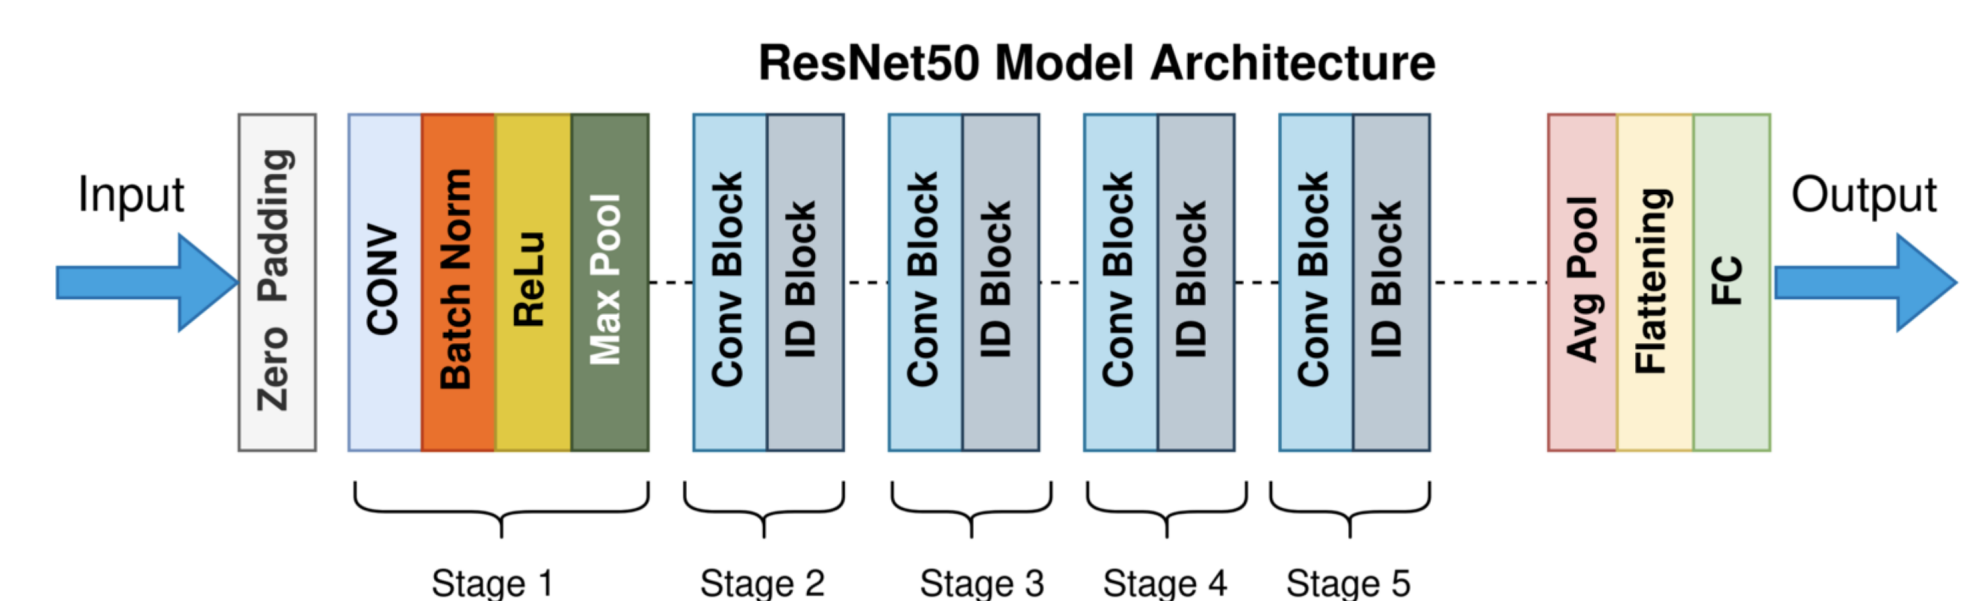 ResNet50 Model Architecture
Input
Zero Padding
CONV
Batch Norm
ReLu
Max Pool
Conv Block
ID Block
Conv Block
ID Block
Conv Block
ID Block
Conv Block
ID Block
Avg Pool
Flattening
FC
Output
Stage 1
Stage 2
Stage 3
Stage 4
Stage 5